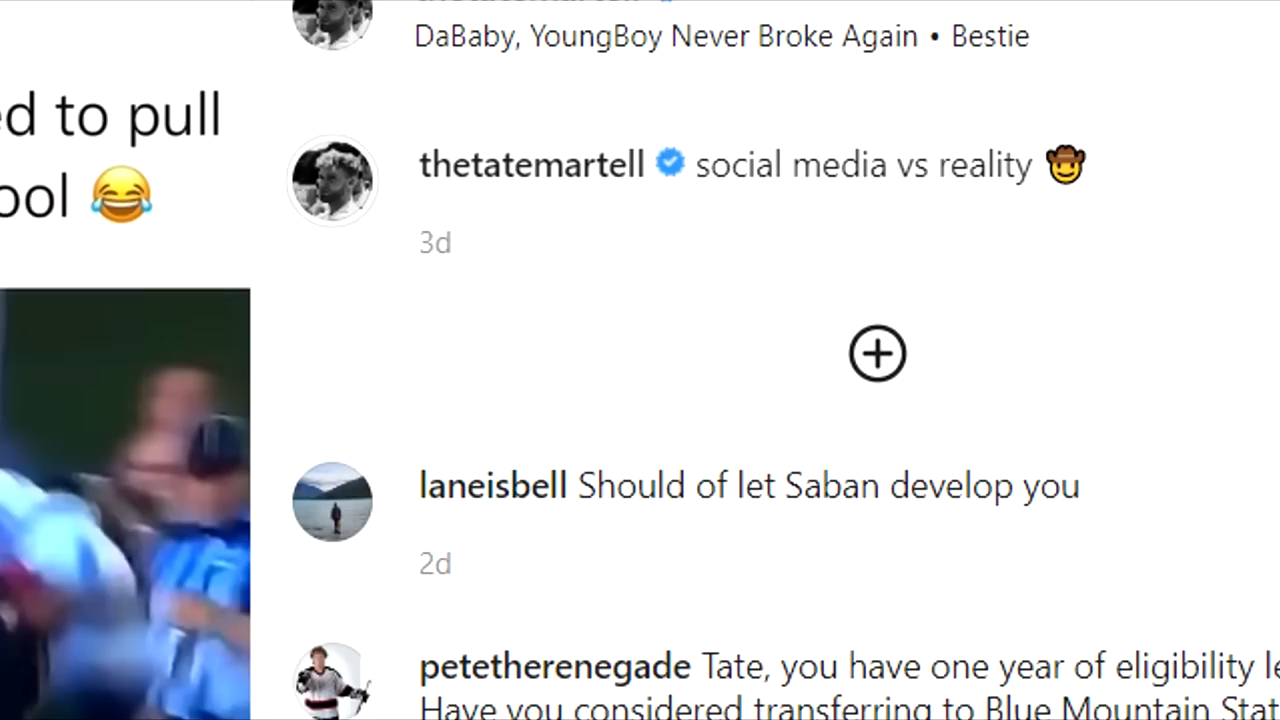 DaBaby, YoungBoy Never Broke Again • Bestie
ed to pull
ool 😂
thetatemartell social media vs reality 🤠
3d
laneisbell Should of let Saban develop you
2d
petetherenegade Tate, you have one year of eligibility le
Have you considered transferring to Blue Mountain Stat